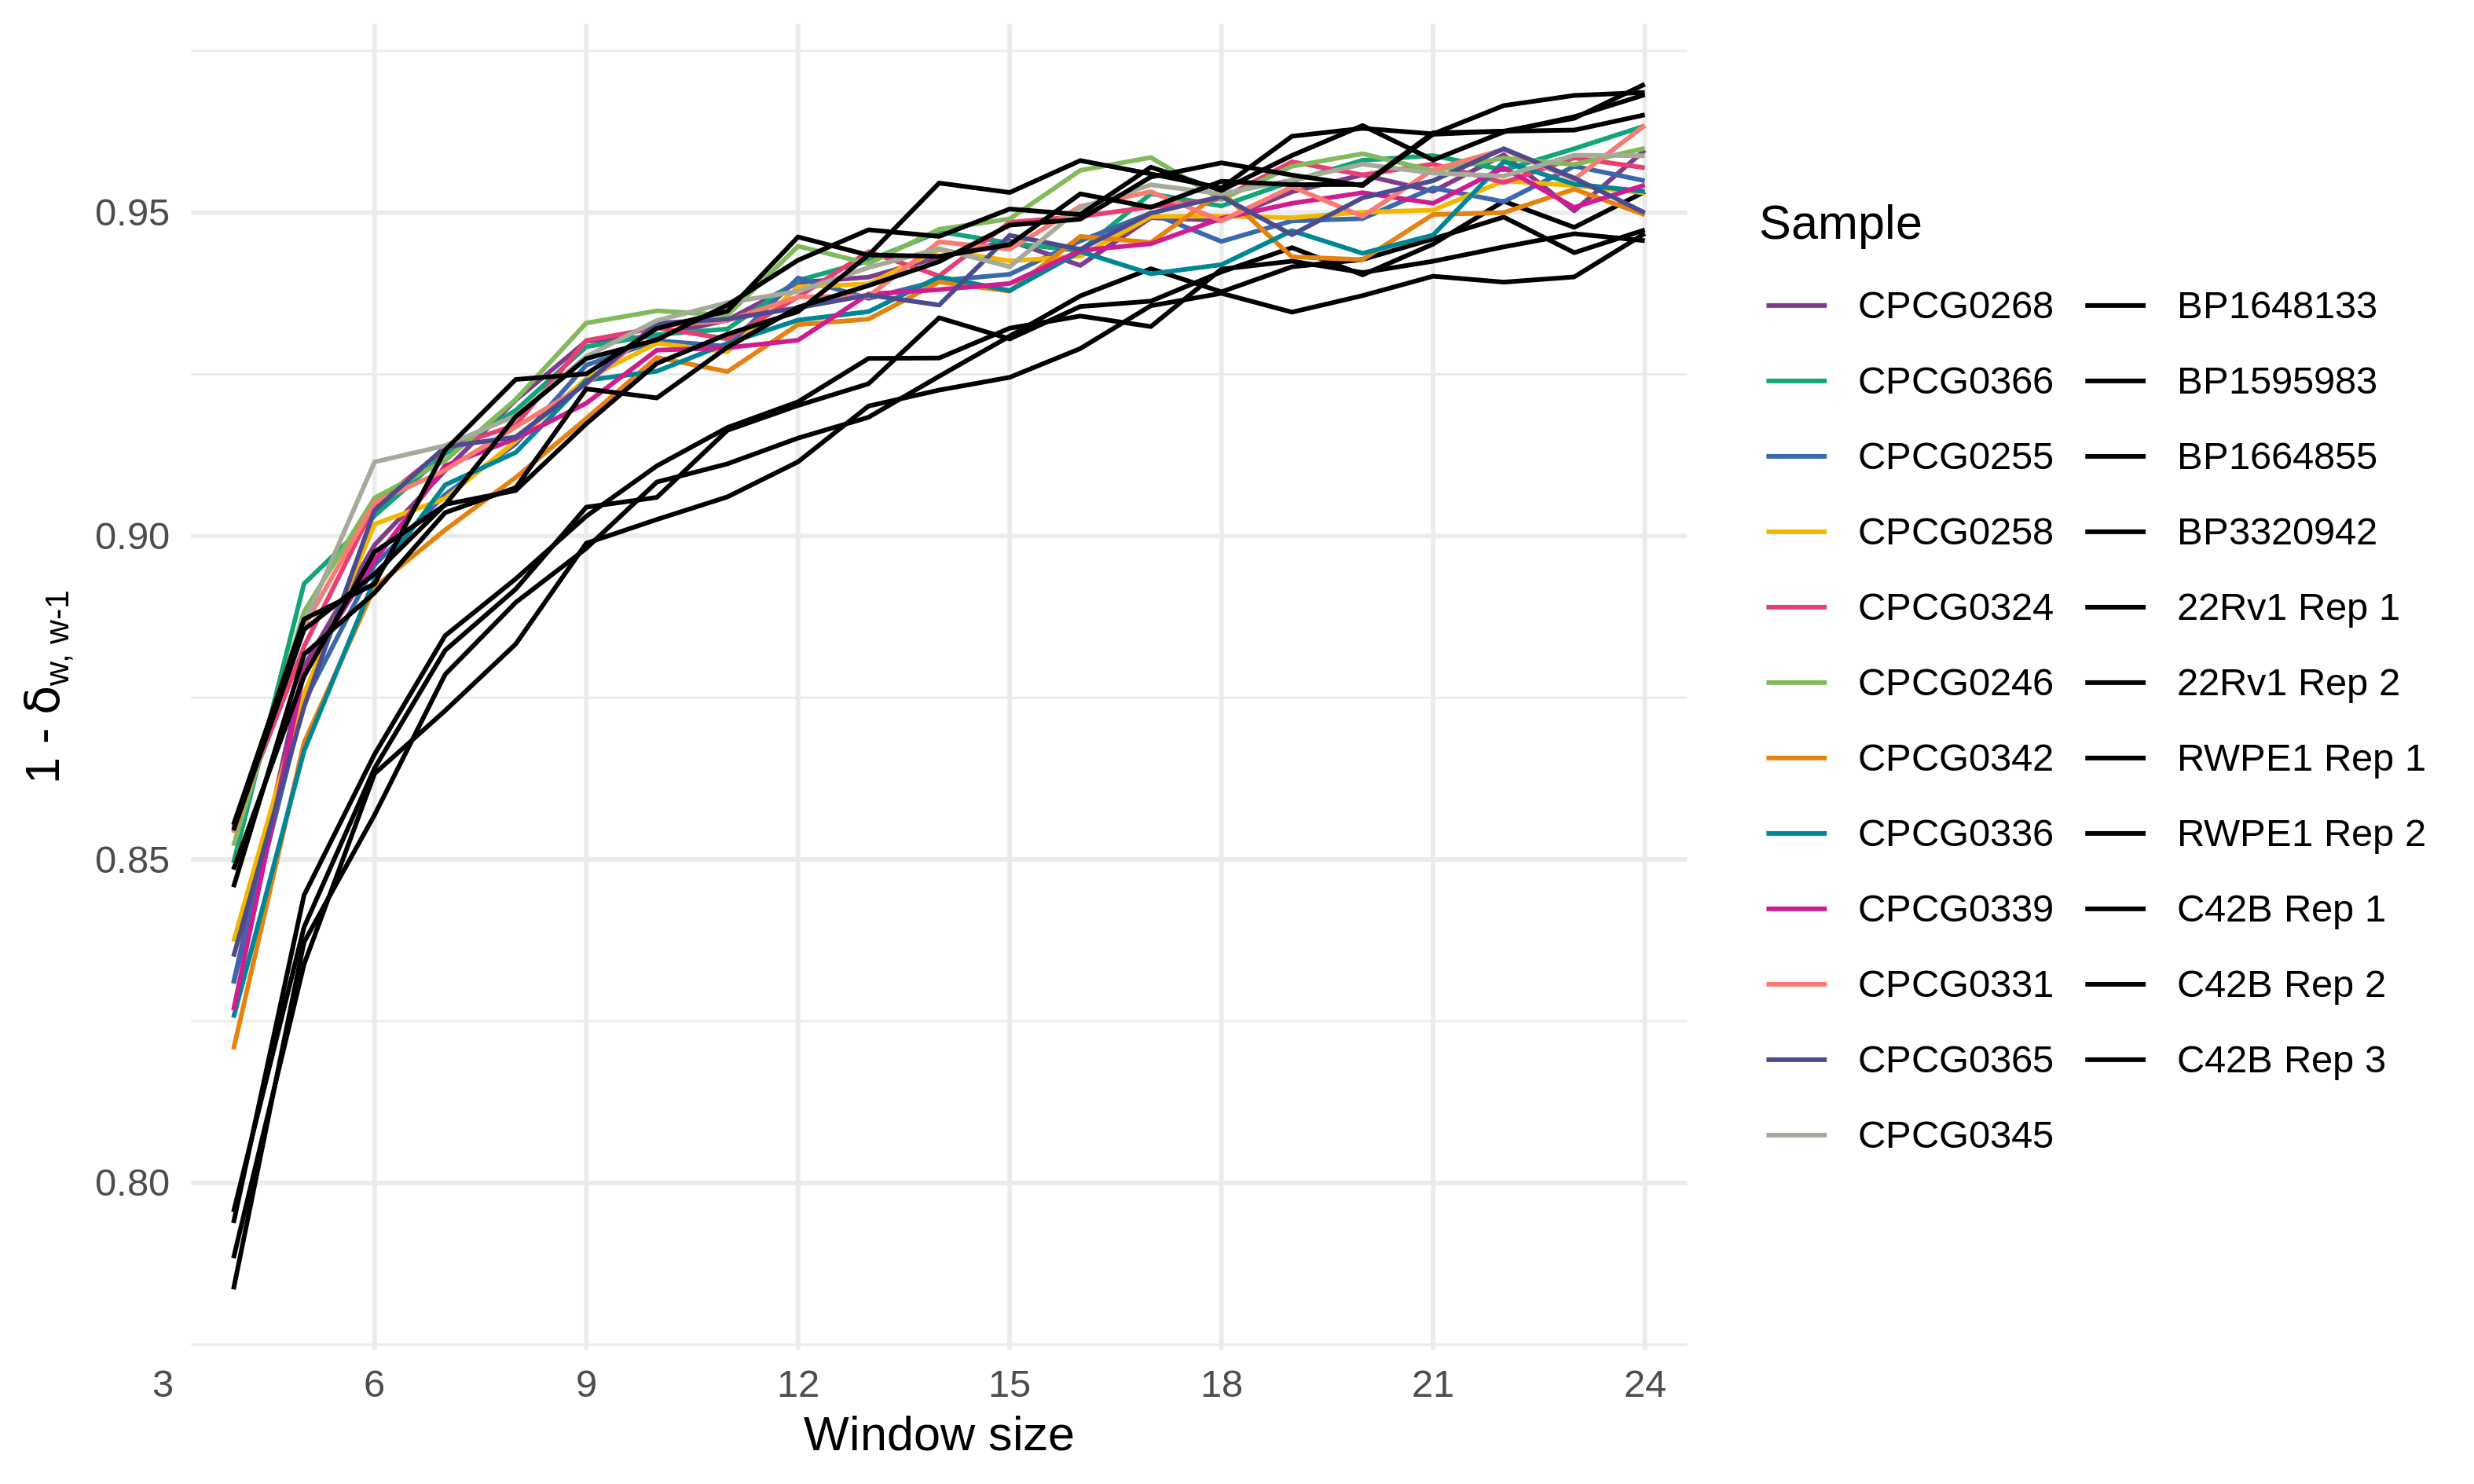 0.95
0.90
0.85
0.80
1 - δw, w-1
3 6 9 12 15 18 21 24
Window size
Sample
CPCG0268 BP1648133
CPCG0366 BP1595983
CPCG0255 BP1664855
CPCG0258 BP3320942
CPCG0324 22Rv1 Rep 1
CPCG0246 22Rv1 Rep 2
CPCG0342 RWPE1 Rep 1
CPCG0336 RWPE1 Rep 2
CPCG0339 C42B Rep 1
CPCG0331 C42B Rep 2
CPCG0365 C42B Rep 3
CPCG0345